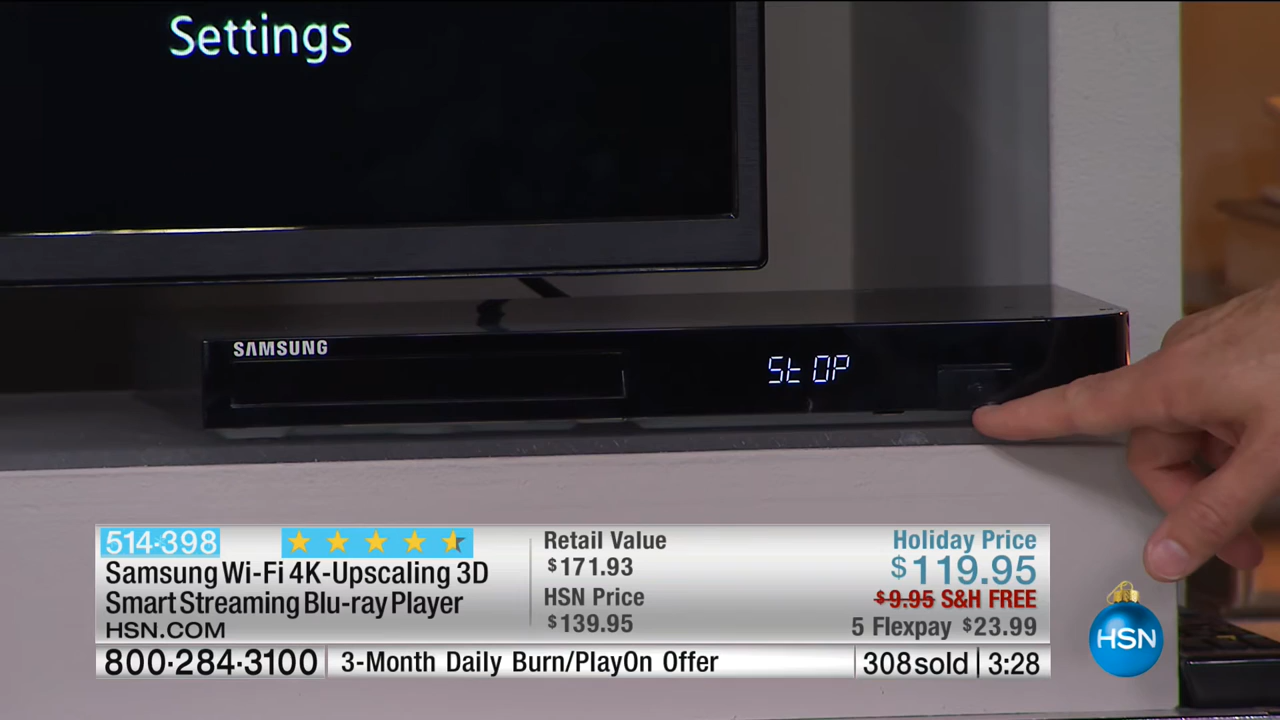 Settings
SAMSUNG
StOP
514-398
Samsung Wi-Fi 4K-Upscaling 3D
Smart Streaming Blu-ray Player
HSN.COM
Retail Value
$171.93
HSN Price
$139.95
Holiday Price
$119.95
$9.95 S&H FREE
5 Flexpay $23.99
800·284·3100
3-Month Daily Burn/PlayOn Offer
308 sold
3:28
HSN